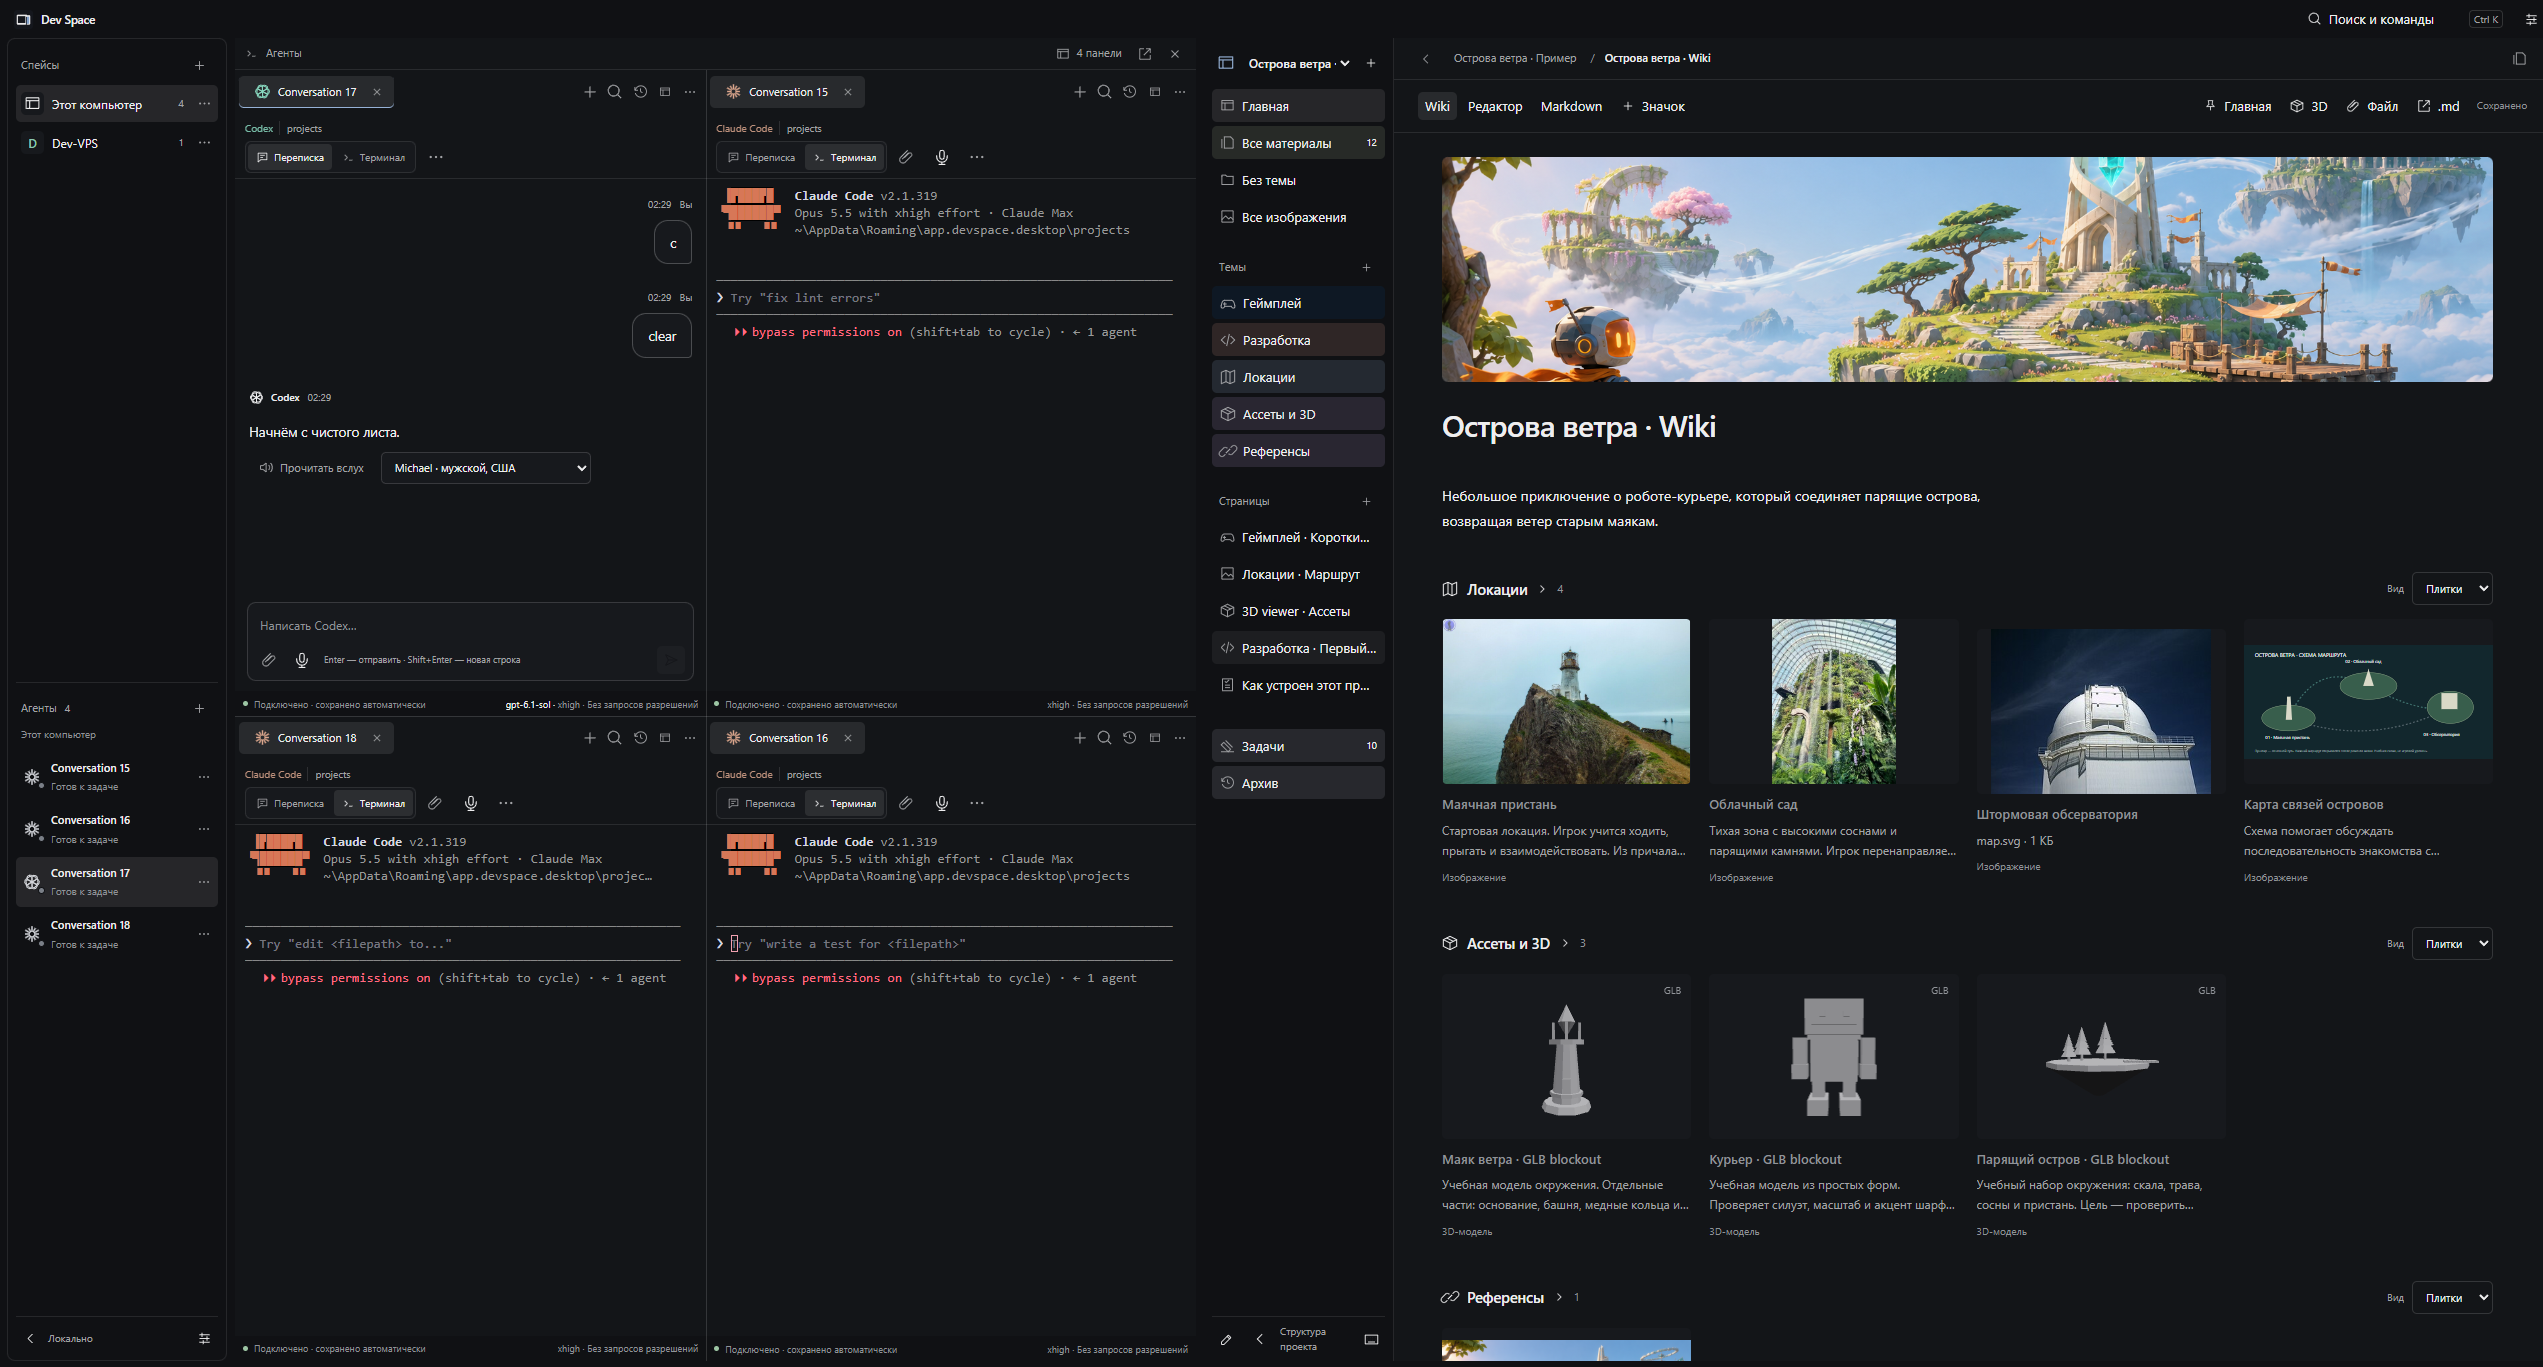 Dev Space
Поиск и команды
Ctrl K
Спейсы
Этот компьютер 4
D Dev-VPS 1
Агенты 4
Этот компьютер
Conversation 15
Готов к задаче
Conversation 16
Готов к задаче
Conversation 17
Готов к задаче
Conversation 18
Готов к задаче
Локально
Агенты
4 панели
Conversation 17
Codex projects
Переписка Терминал
02:29 Вы
с
02:29 Вы
clear
Codex 02:29
Начнём с чистого листа.
Прочитать вслух Michael · мужской, США
Написать Codex...
Enter — отправить · Shift+Enter — новая строка
Подключено · сохранено автоматически gpt-6.1-sol · xhigh · Без запросов разрешений
Conversation 15
Claude Code projects
Переписка Терминал
Claude Code v2.1.319
Opus 5.5 with xhigh effort · Claude Max
~\AppData\Roaming\app.devspace.desktop\projects
❯ Try "fix lint errors"
bypass permissions on (shift+tab to cycle) · ← 1 agent
Подключено · сохранено автоматически xhigh · Без запросов разрешений
Conversation 18
Claude Code projects
Переписка Терминал
Claude Code v2.1.319
Opus 5.5 with xhigh effort · Claude Max
~\AppData\Roaming\app.devspace.desktop\projec…
❯ Try "edit <filepath> to..."
bypass permissions on (shift+tab to cycle) · ← 1 agent
Подключено · сохранено автоматически xhigh · Без запросов разрешений
Conversation 16
Claude Code projects
Переписка Терминал
Claude Code v2.1.319
Opus 5.5 with xhigh effort · Claude Max
~\AppData\Roaming\app.devspace.desktop\projects
❯ Try "write a test for <filepath>"
bypass permissions on (shift+tab to cycle) · ← 1 agent
Подключено · сохранено автоматически xhigh · Без запросов разрешений
Острова ветра ·
Главная
Все материалы 12
Без темы
Все изображения
Темы
Геймплей
Разработка
Локации
Ассеты и 3D
Референсы
Страницы
Геймплей · Коротки...
Локации · Маршрут
3D viewer · Ассеты
Разработка · Первый...
Как устроен этот пр...
Задачи 10
Архив
Структура
проекта
Острова ветра · Пример / Острова ветра · Wiki
Wiki Редактор Markdown + Значок
Главная 3D Файл .md Сохранено
Острова ветра · Wiki
Небольшое приключение о роботе-курьере, который соединяет парящие острова,
возвращая ветер старым маякам.
Локации 4
Вид Плитки
Маячная пристань
Стартовая локация. Игрок учится ходить,
прыгать и взаимодействовать. Из причала...
Изображение
Облачный сад
Тихая зона с высокими соснами и
парящими камнями. Игрок перенаправляе...
Изображение
Штормовая обсерватория
map.svg · 1 КБ
Изображение
ОСТРОВА ВЕТРА · СХЕМА МАРШРУТА
Карта связей островов
Схема помогает обсуждать
последовательность знакомства с...
Изображение
Ассеты и 3D 3
Вид Плитки
GLB
Маяк ветра · GLB blockout
Учебная модель окружения. Отдельные
части: основание, башня, медные кольца и...
3D-модель
GLB
Курьер · GLB blockout
Учебная модель из простых форм.
Проверяет силуэт, масштаб и акцент шарф...
3D-модель
GLB
Парящий остров · GLB blockout
Учебный набор окружения: скала, трава,
сосны и пристань. Цель — проверить...
3D-модель
Референсы 1
Вид Плитки